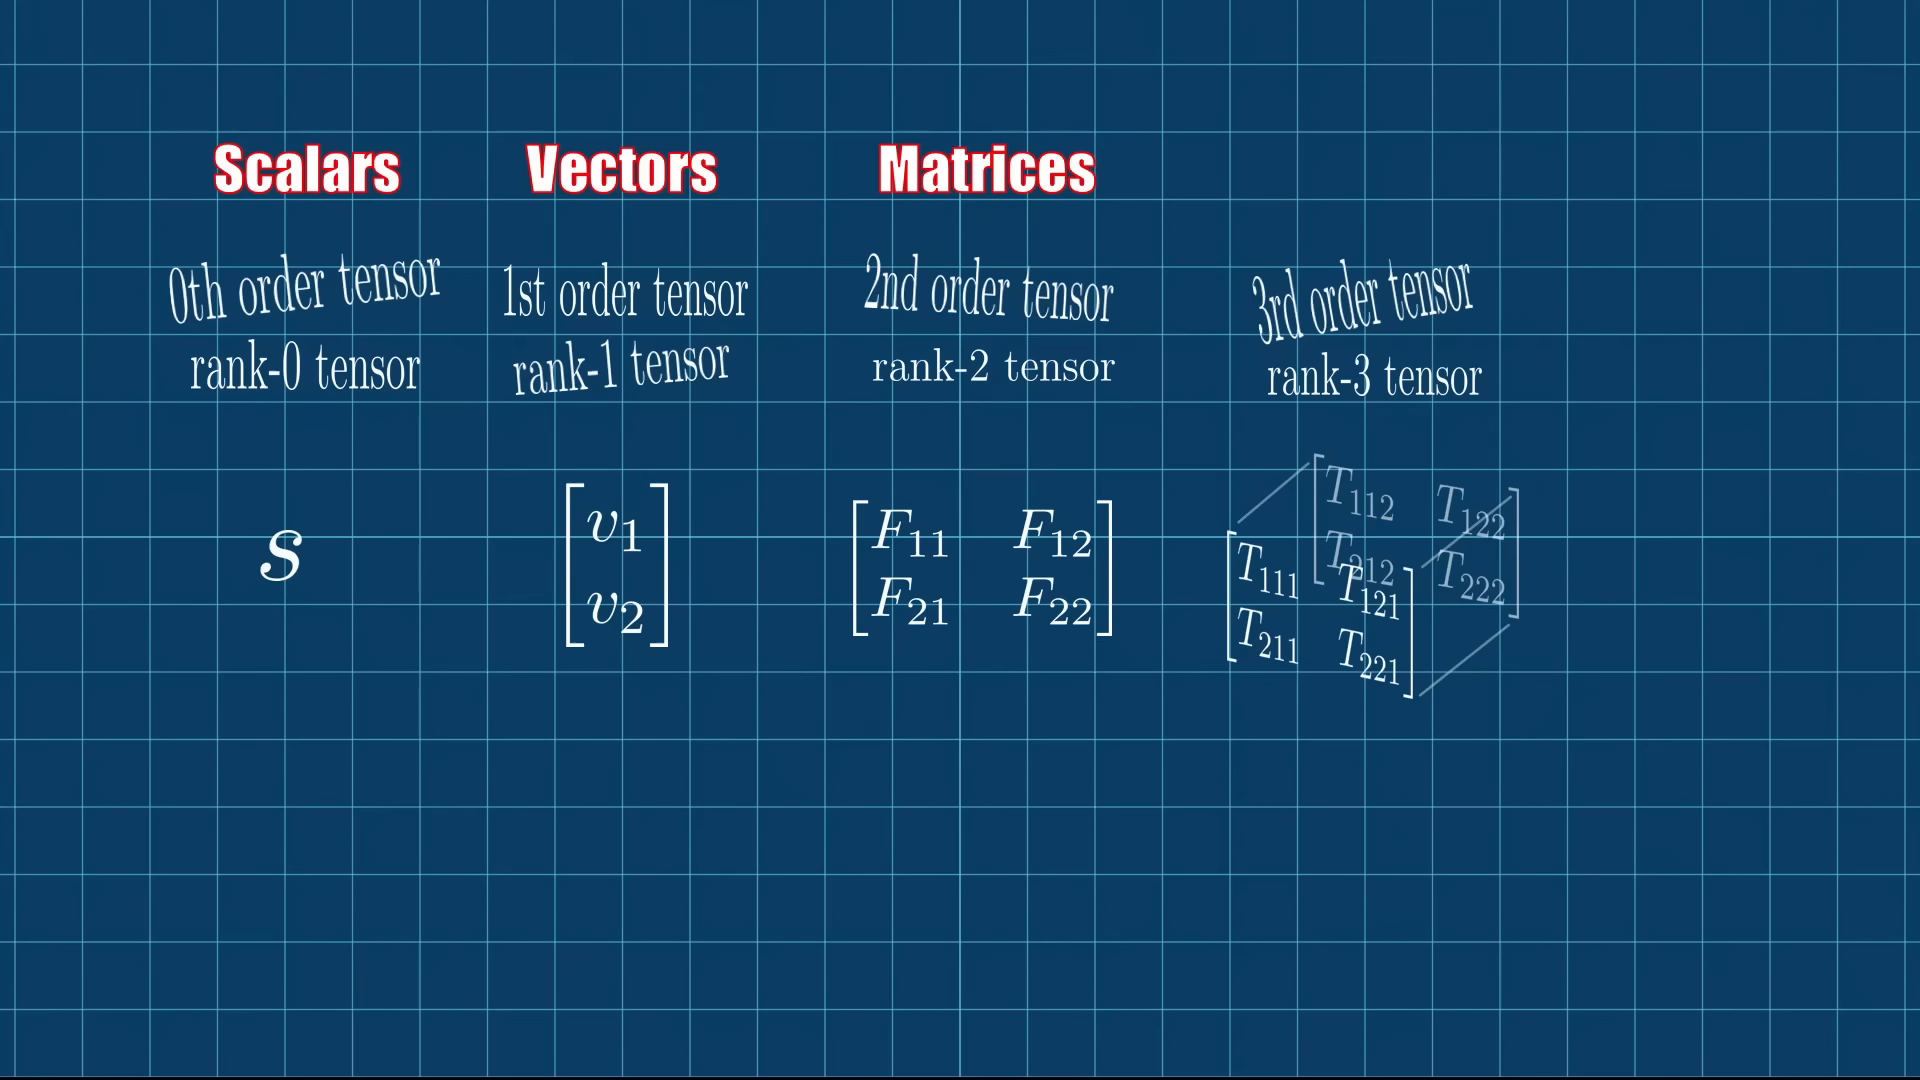 Scalars Vectors Matrices
0th order tensor 1st order tensor 2nd order tensor 3rd order tensor
rank-0 tensor rank-1 tensor rank-2 tensor rank-3 tensor
s
v1
v2
F11 F12
F21 F22
T112 T122
T212 T222
T111 T121
T211 T221